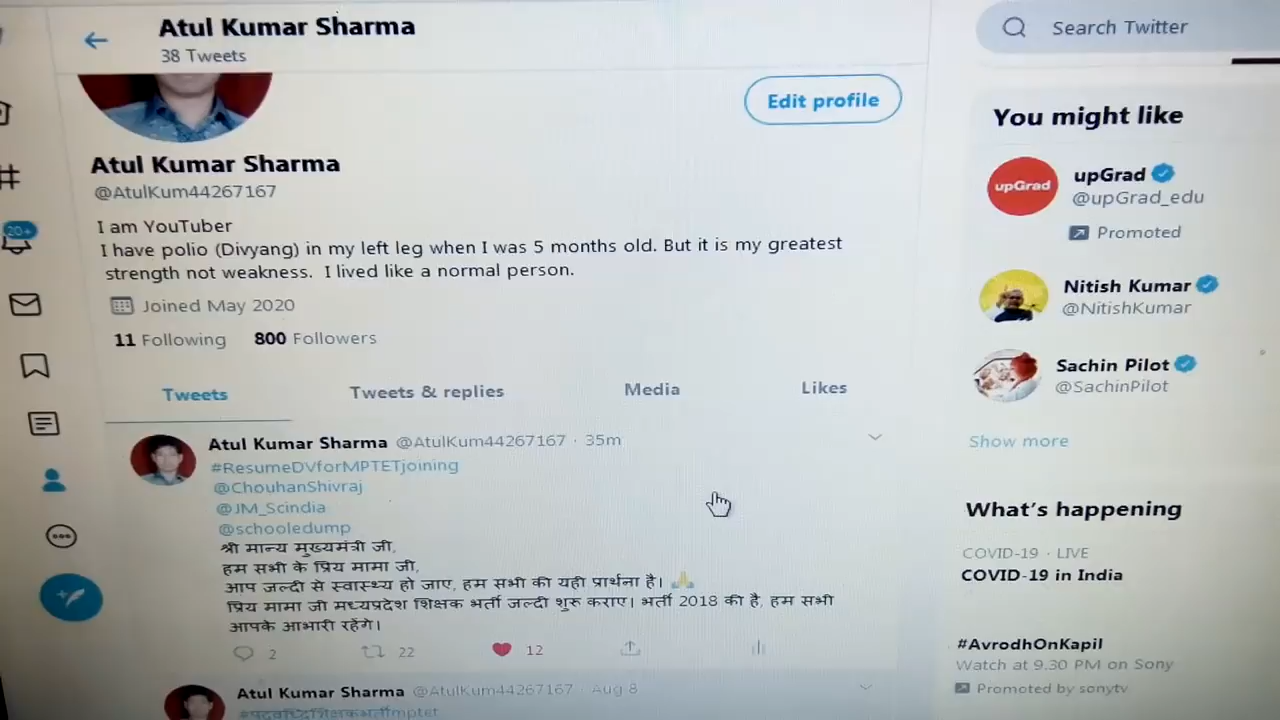 Atul Kumar Sharma
38 Tweets
Edit profile
Atul Kumar Sharma
@AtulKum44267167
I am YouTuber
I have polio (Divyang) in my left leg when I was 5 months old. But it is my greatest
strength not weakness. I lived like a normal person.
Joined May 2020
11 Following 800 Followers
Tweets Tweets & replies Media Likes
Atul Kumar Sharma @AtulKum44267167 · 35m
#ResumeDVforMPTETjoining
@ChouhanShivraj
@JM_Scindia
@schooledump
श्री मान्य मुख्यमंत्री जी,
हम सभी के प्रिय मामा जी,
आप जल्दी से स्वास्थ्य हो जाए, हम सभी की यही प्रार्थना है। 🙏
प्रिय मामा जी मध्यप्रदेश शिक्षक भर्ती जल्दी शुरू कराए। भर्ती 2018 की है, हम सभी
आपके आभारी रहेंगे।
2 22 12
Atul Kumar Sharma @AtulKum44267167 · Aug 8
20+
Search Twitter
You might like
upGrad
upGrad
@upGrad_edu
Promoted
Nitish Kumar
@NitishKumar
Sachin Pilot
@SachinPilot
Show more
What's happening
COVID-19 · LIVE
COVID-19 in India
#AvrodhOnKapil
Watch at 9.30 PM on Sony
Promoted by sonytv